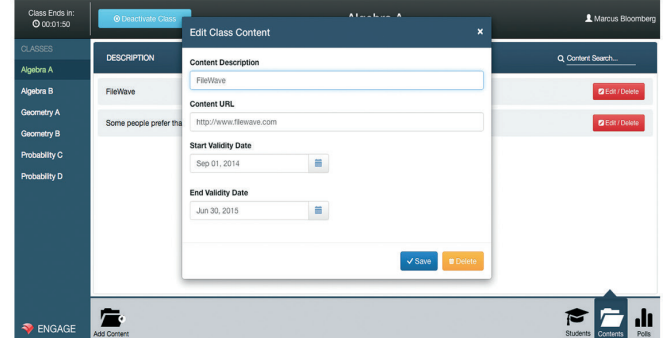 Class Ends in:
00:01:50
Deactivate Class
Algebra A
Marcus Bloomberg
CLASSES
Algebra A
Algebra B
Geometry A
Geometry B
Probability C
Probability D
DESCRIPTION
Content Search...
FileWave
Edit / Delete
Some people prefer tha
Edit / Delete
Edit Class Content
×
Content Description
FileWave
Content URL
http://www.filewave.com
Start Validity Date
Sep 01, 2014
End Validity Date
Jun 30, 2015
Save
Delete
ENGAGE
Add Content
Students
Contents
Polls